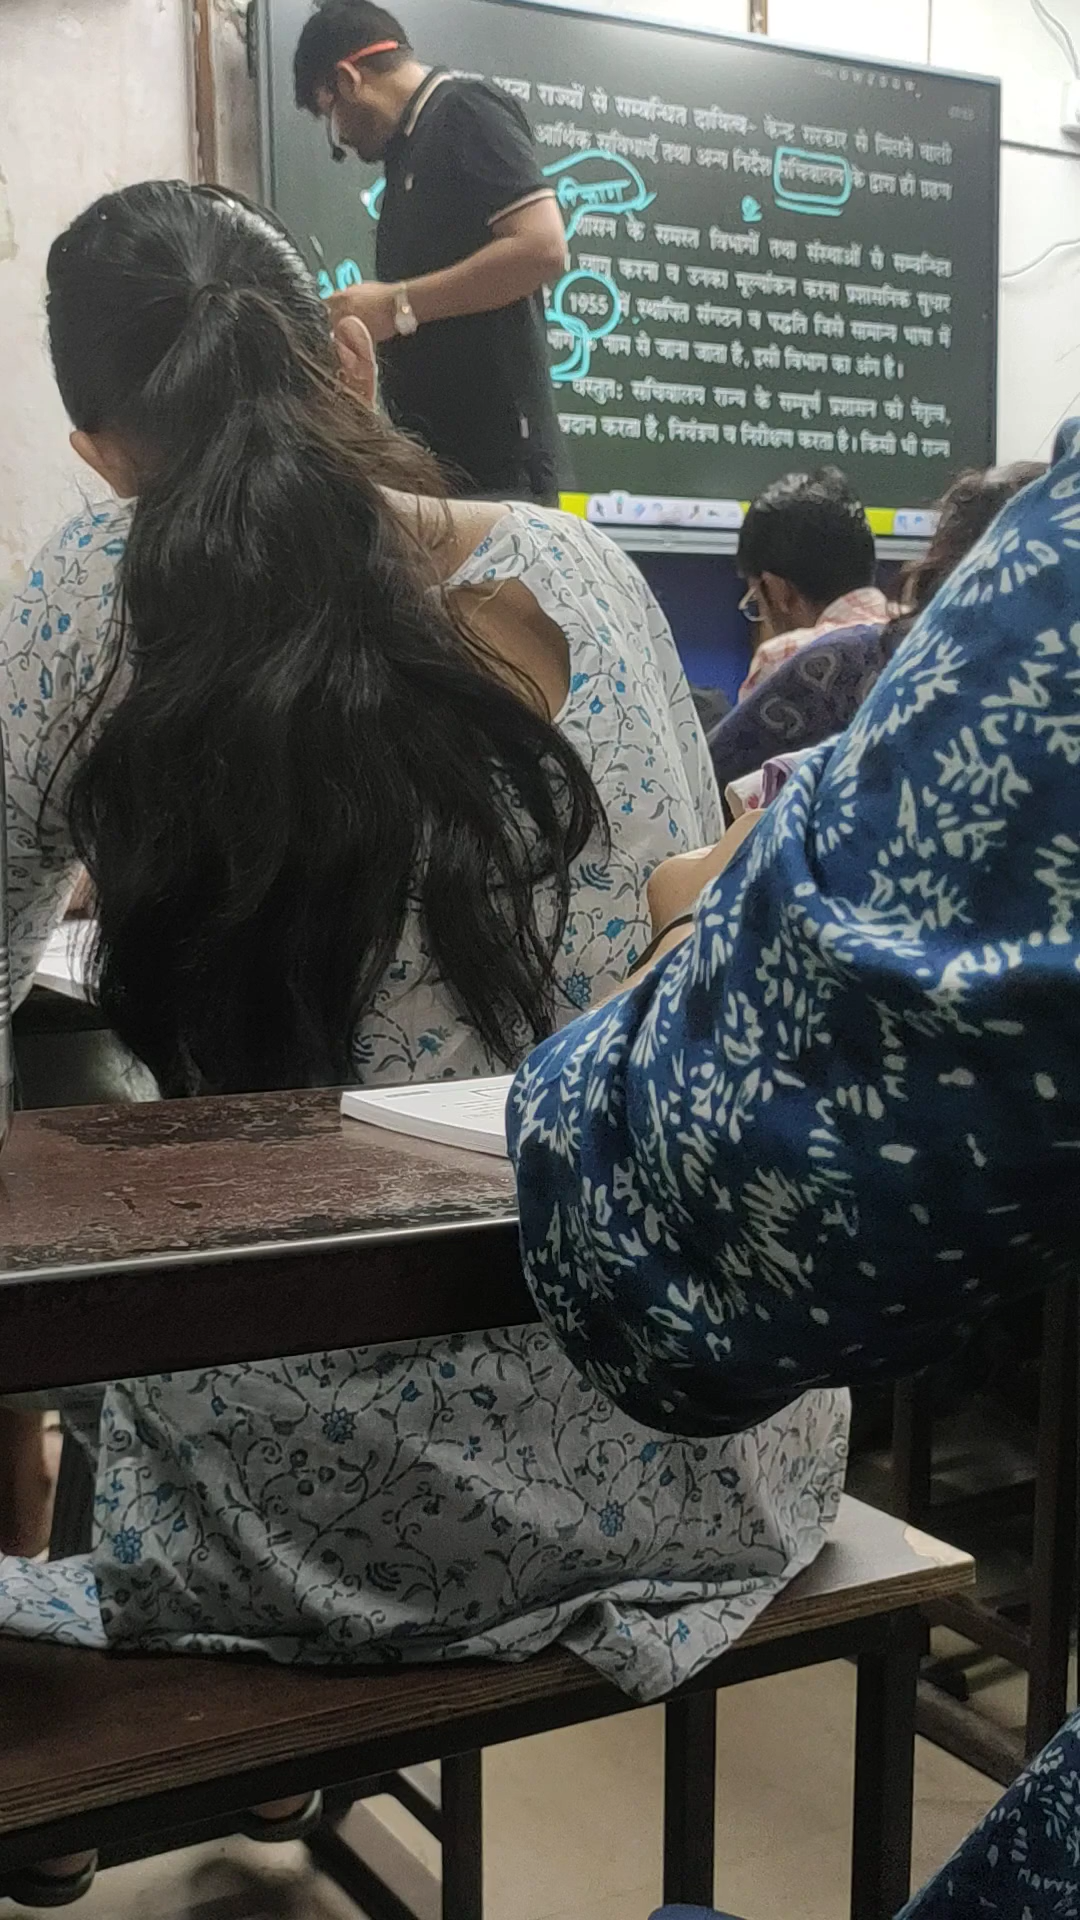 अन्य राज्यों से सम्बन्धित दायित्व- केन्द्र सरकार से मिलने वाली
आर्थिक सुविधाएँ तथा अन्य निर्देश सचिवालय के द्वारा ही ग्रहण
के समस्त विभागों तथा संस्थाओं से सम्बन्धित
करना व उनका मूल्यांकन करना प्रशासनिक सुधार
1955 में स्थापित संगठन व पद्धति जिसे सामान्य भाषा में
नाम से जाना जाता है, इसी विभाग का अंग है।
वस्तुतः सचिवालय राज्य के सम्पूर्ण प्रशासन को नेतृत्व,
प्रदान करता है, नियंत्रण व निरीक्षण करता है। किसी भी राज्य